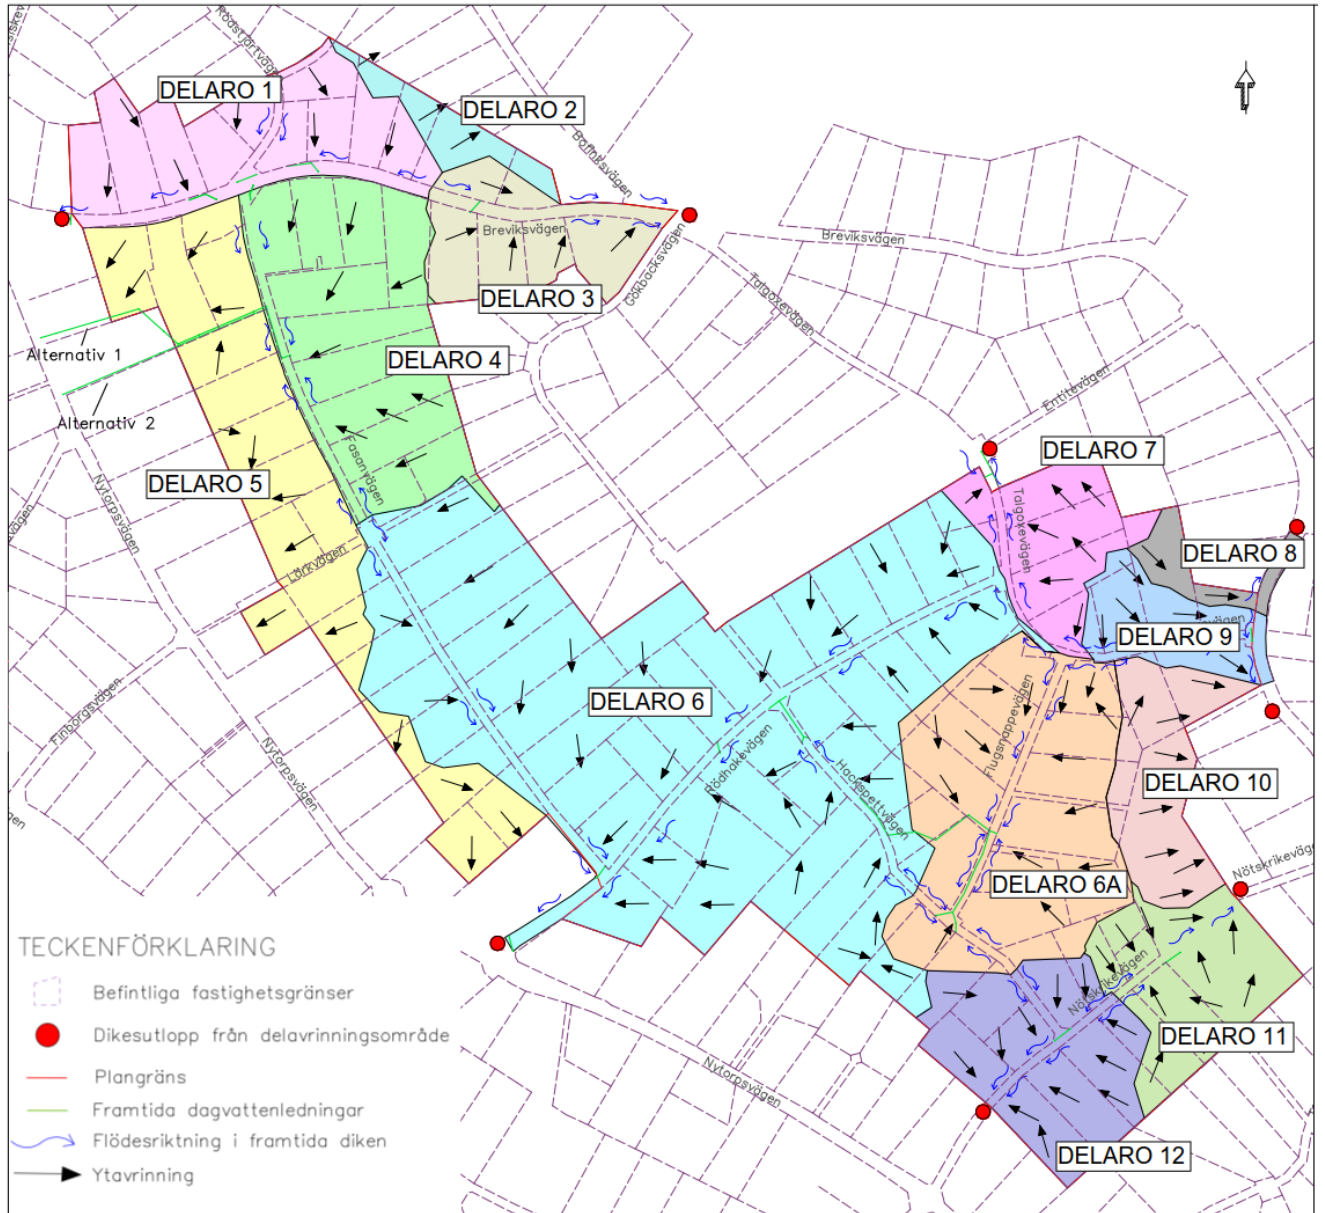 Rödstjärtvägen
DELARO 1
DELARO 2
Bofinksvägen
Breviksvägen
Breviksvägen
Gökbacksvägen
DELARO 3
Talgoxevägen
Alternativ 1
DELARO 4
Entitevägen
Alternativ 2
Fasanvägen
DELARO 7
DELARO 5
Nytorpsvägen
Talgoxevägen
DELARO 8
Lärkvägen
DELARO 9
Finborgsvägen
DELARO 6
Flugsnappevägen
Nytorpsvägen
Rödhakevägen
Hackspettvägen
DELARO 10
DELARO 6A
Nötskrikeväge
TECKENFÖRKLARING
Befintliga fastighetsgränser
Dikesutlopp från delavrinningsområde
Plangräns
Framtida dagvattenledningar
Flödesriktning i framtida diken
Ytavrinning
Nötskrikevägen
DELARO 11
Nytorpsvägen
DELARO 12